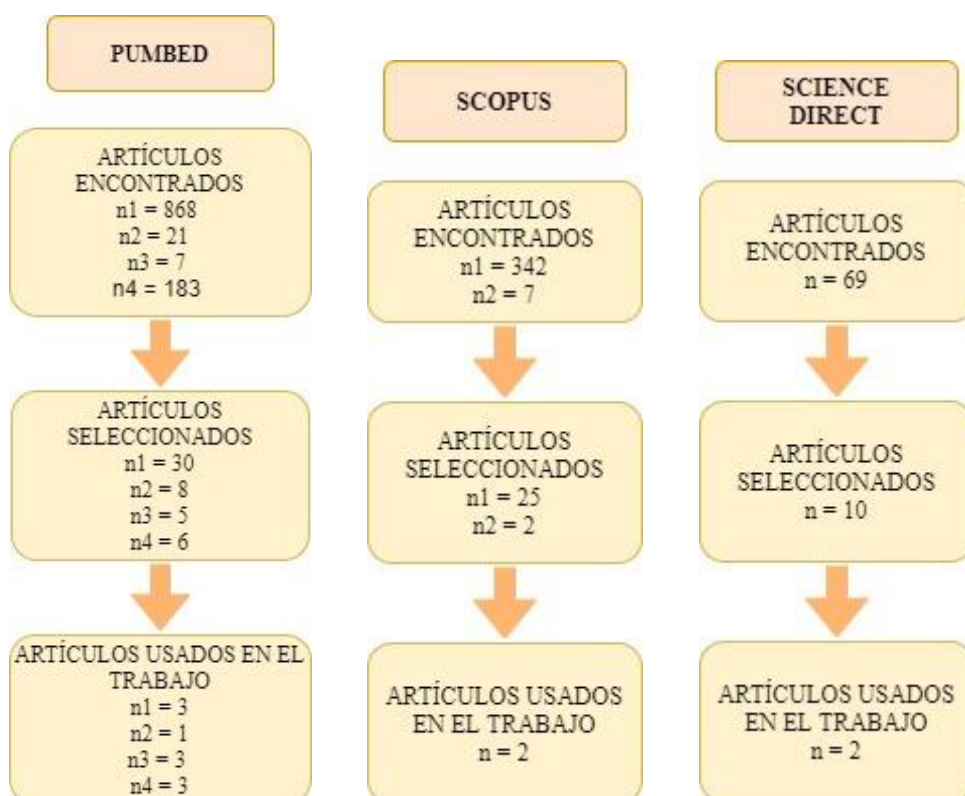 PUMBED
ARTÍCULOS
ENCONTRADOS
n1 = 868
n2 = 21
n3 = 7
n4 = 183
ARTÍCULOS
SELECCIONADOS
n1 = 30
n2 = 8
n3 = 5
n4 = 6
ARTÍCULOS USADOS EN EL
TRABAJO
n1 = 3
n2 = 1
n3 = 3
n4 = 3
SCOPUS
ARTÍCULOS
ENCONTRADOS
n1 = 342
n2 = 7
ARTÍCULOS
SELECCIONADOS
n1 = 25
n2 = 2
ARTÍCULOS USADOS
EN EL TRABAJO
n = 2
SCIENCE
DIRECT
ARTÍCULOS
ENCONTRADOS
n = 69
ARTÍCULOS
SELECCIONADOS
n = 10
ARTÍCULOS USADOS
EN EL TRABAJO
n = 2